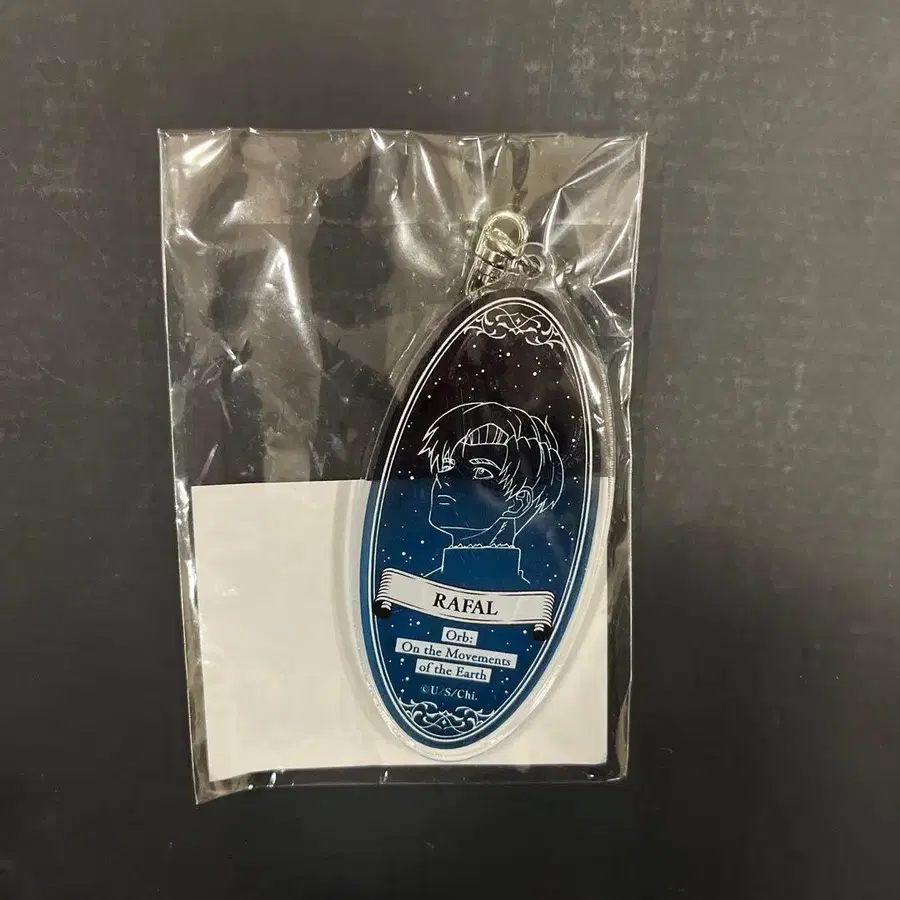 RAFAL
Orb:
On the Movements
of the Earth
©U/S/Chi.